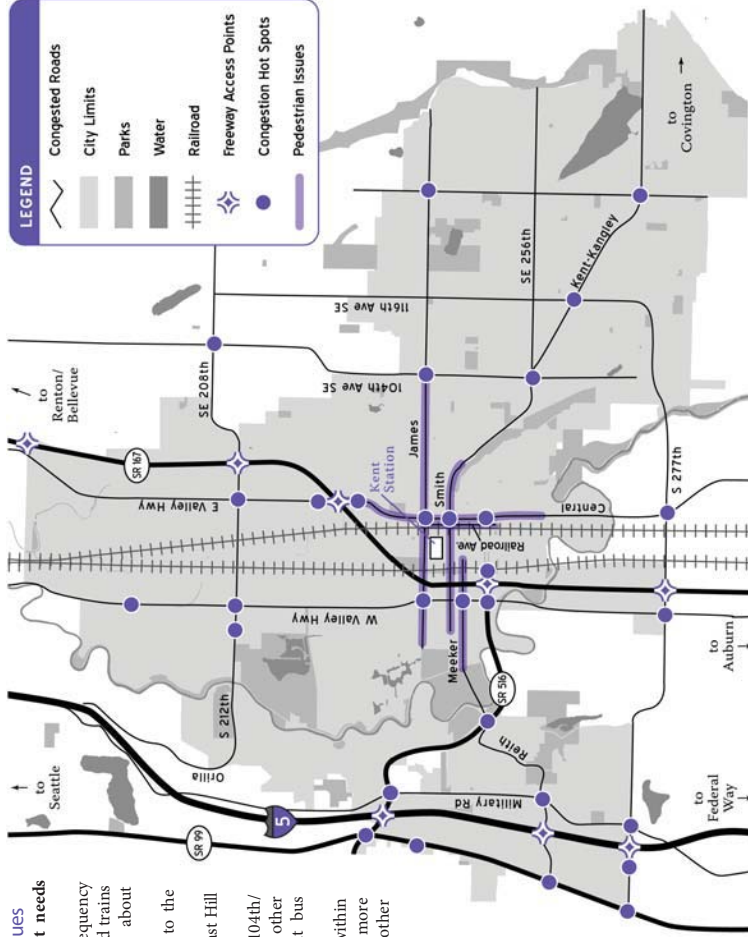 ues
t needs
equency
d trains
about
to the
ast Hill
104th/
other
t bus
within
more
other
LEGEND
Congested Roads
City Limits
Parks
Water
Railroad
Freeway Access Points
Congestion Hot Spots
Pedestrian Issues
to
Seattle
to
Renton/
Bellevue
SR 99
5
Orillia
S 212th
SR 167
E Valley Hwy
W Valley Hwy
SE 208th
104th Ave SE
116th Ave SE
James
Kent
Station
Smith
Railroad Ave.
Meeker
Central
SE 256th
Kent-Kangley
SR 516
Reith
Military Rd
S 277th
to
Covington
to
Auburn
to
Federal
Way